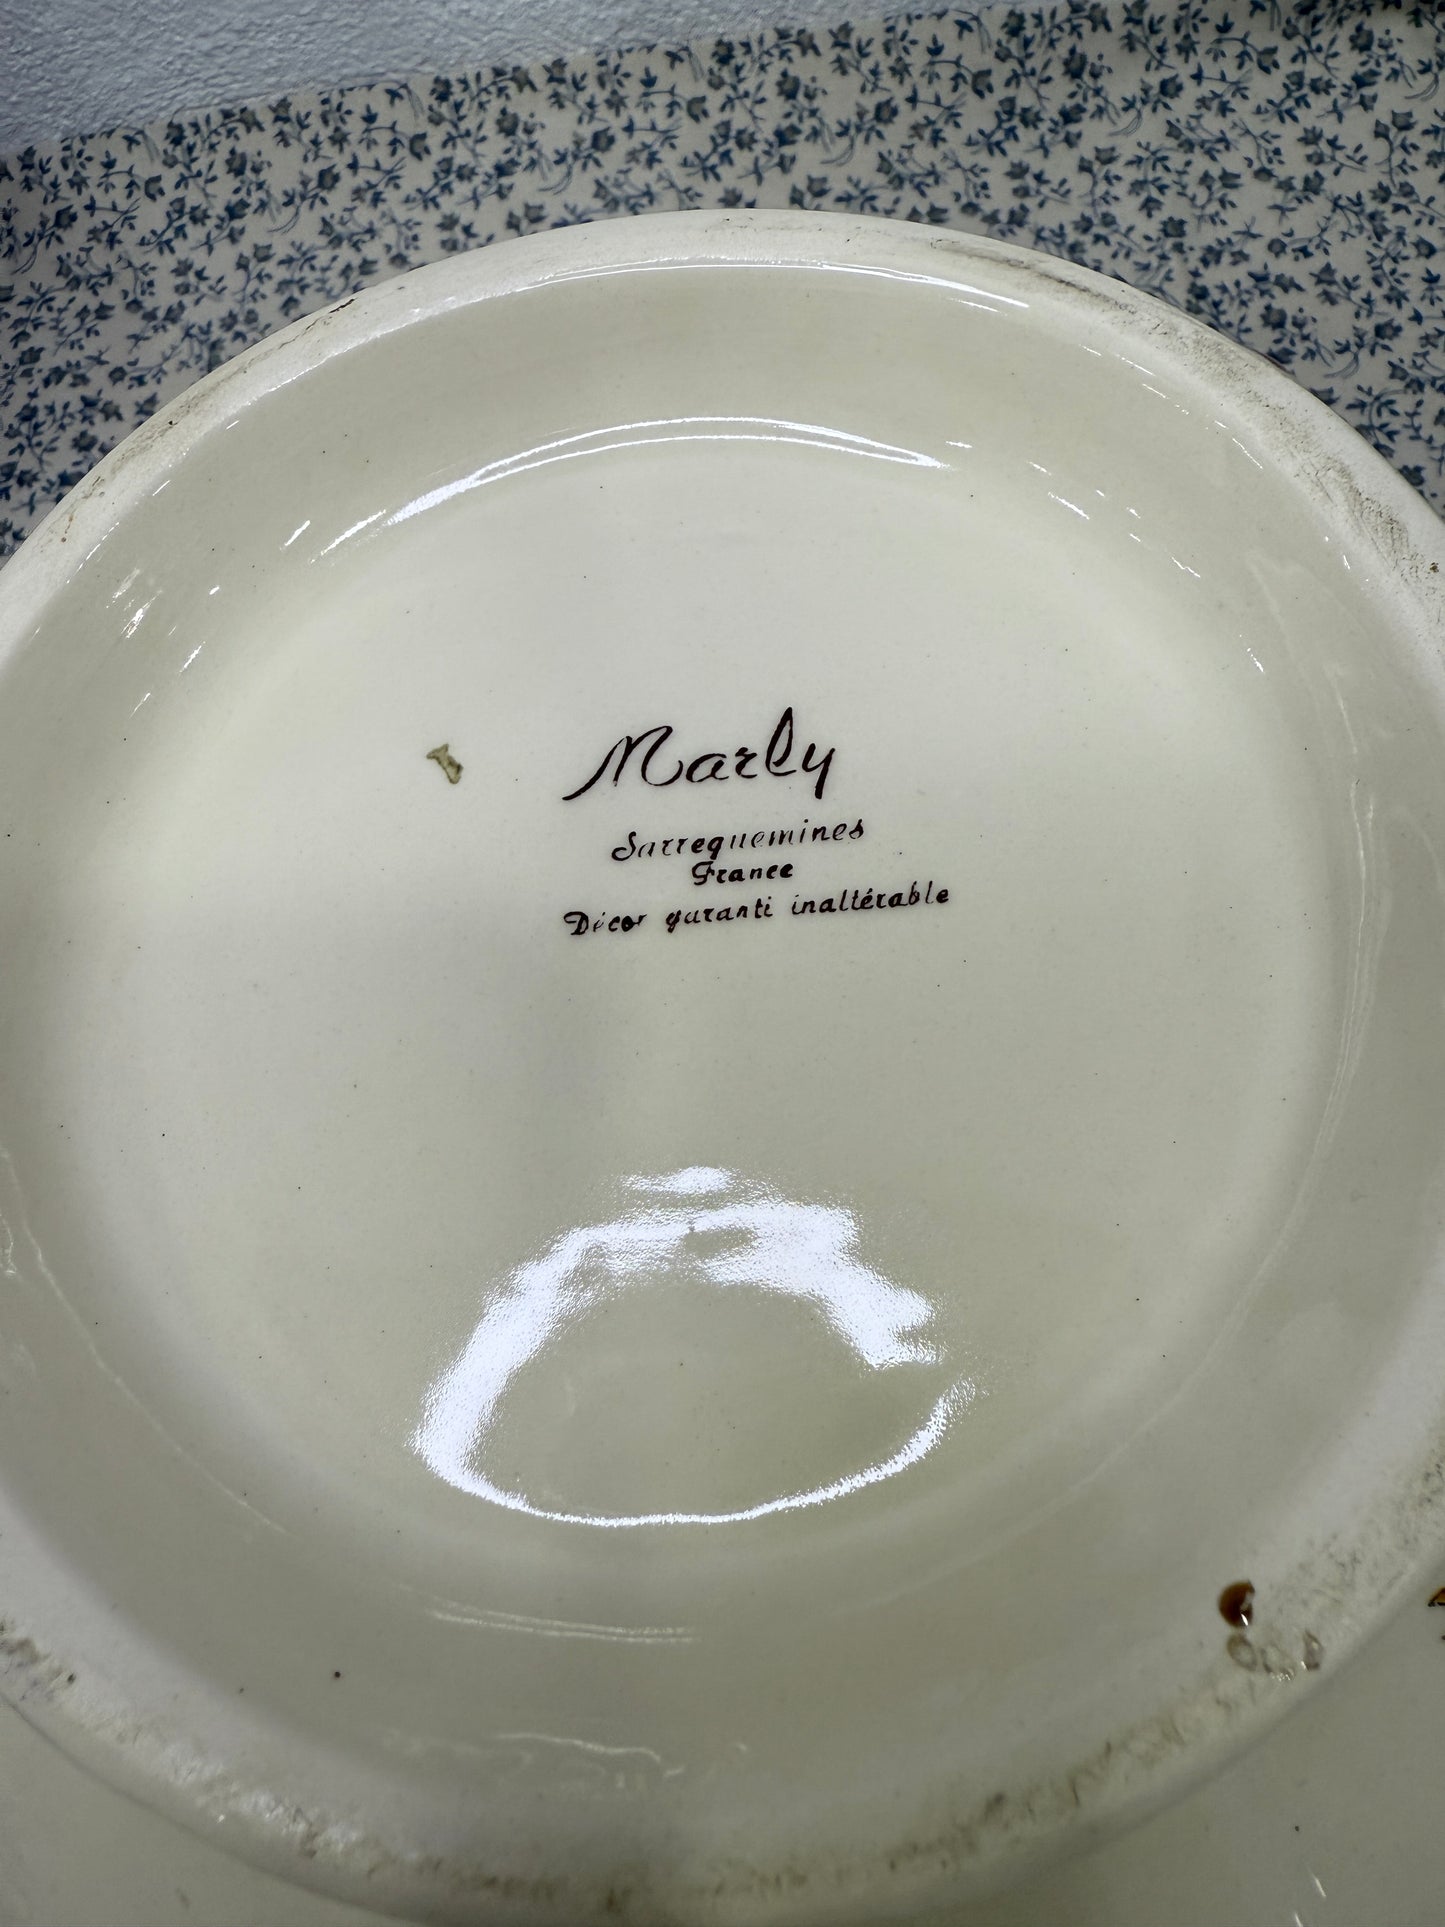 Marly
Sarreguemines
France
Décor garanti inaltérable